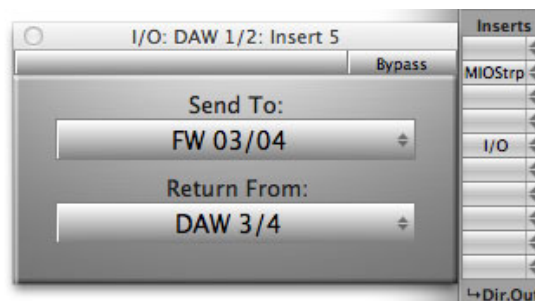 I/O: DAW 1/2: Insert 5
Bypass
Send To:
FW 03/04
Return From:
DAW 3/4
Inserts
MIOStrp
I/O
↪Dir.Out